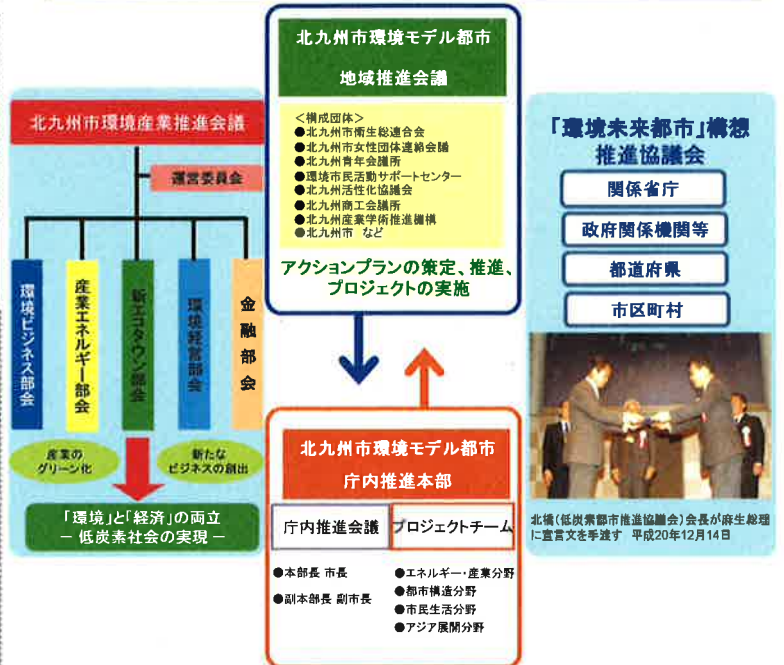 北九州市環境産業推進会議
運営委員会
環境ビジネス部会
産業エネルギー部会
新エコタウン部会
環境経営部会
金融部会
産業の
グリーン化
新たな
ビジネスの創出
「環境」と「経済」の両立
− 低炭素社会の実現 −
北九州市環境モデル都市
地域推進会議
＜構成団体＞
●北九州市衛生総連合会
●北九州市女性団体連絡会議
●北九州青年会議所
●環境市民活動サポートセンター
●北九州活性化協議会
●北九州商工会議所
●北九州産業学術推進機構
●北九州市 など
アクションプランの策定、推進、
プロジェクトの実施
北九州市環境モデル都市
庁内推進本部
庁内推進会議
●本部長 市長
●副本部長 副市長
プロジェクトチーム
●エネルギー・産業分野
●都市構造分野
●市民生活分野
●アジア展開分野
「環境未来都市」構想
推進協議会
関係省庁
政府関係機関等
都道府県
市区町村
北橋（低炭素都市推進協議会）会長が麻生総理
に宣言文を手渡す 平成20年12月14日